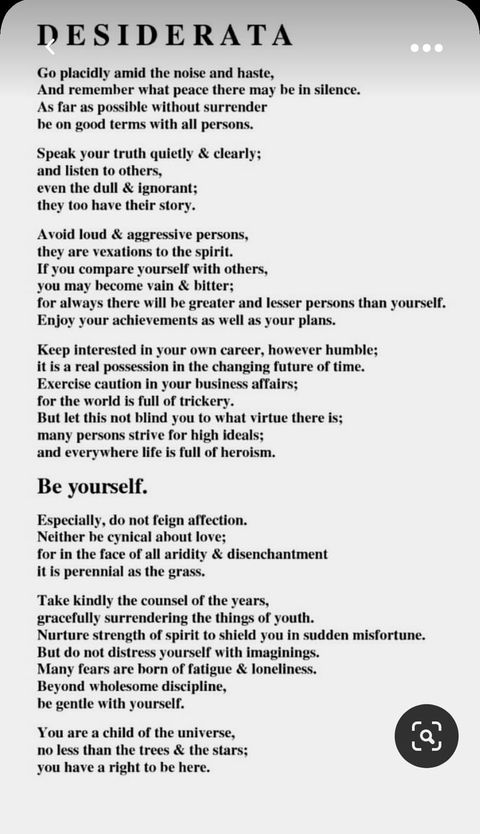 DESIDERATA
Go placidly amid the noise and haste,
And remember what peace there may be in silence.
As far as possible without surrender
be on good terms with all persons.
Speak your truth quietly & clearly;
and listen to others,
even the dull & ignorant;
they too have their story.
Avoid loud & aggressive persons,
they are vexations to the spirit.
If you compare yourself with others,
you may become vain & bitter;
for always there will be greater and lesser persons than yourself.
Enjoy your achievements as well as your plans.
Keep interested in your own career, however humble;
it is a real possession in the changing future of time.
Exercise caution in your business affairs;
for the world is full of trickery.
But let this not blind you to what virtue there is;
many persons strive for high ideals;
and everywhere life is full of heroism.
Be yourself.
Especially, do not feign affection.
Neither be cynical about love;
for in the face of all aridity & disenchantment
it is perennial as the grass.
Take kindly the counsel of the years,
gracefully surrendering the things of youth.
Nurture strength of spirit to shield you in sudden misfortune.
But do not distress yourself with imaginings.
Many fears are born of fatigue & loneliness.
Beyond wholesome discipline,
be gentle with yourself.
You are a child of the universe,
no less than the trees & the stars;
you have a right to be here.